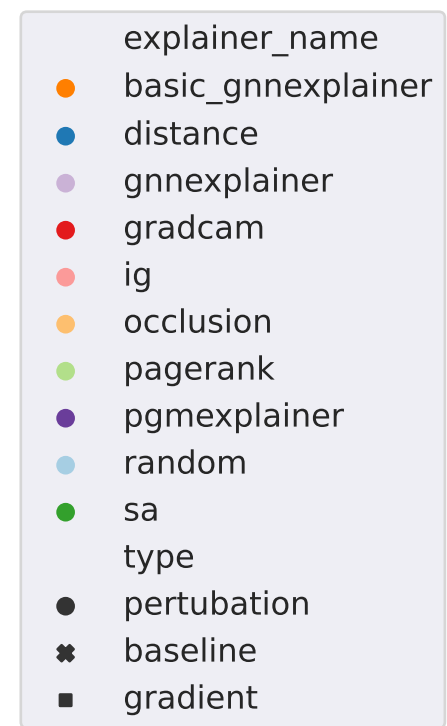 explainer_name
basic_gnnexplainer
distance
gnnexplainer
gradcam
ig
occlusion
pagerank
pgmexplainer
random
sa
type
pertubation
baseline
gradient